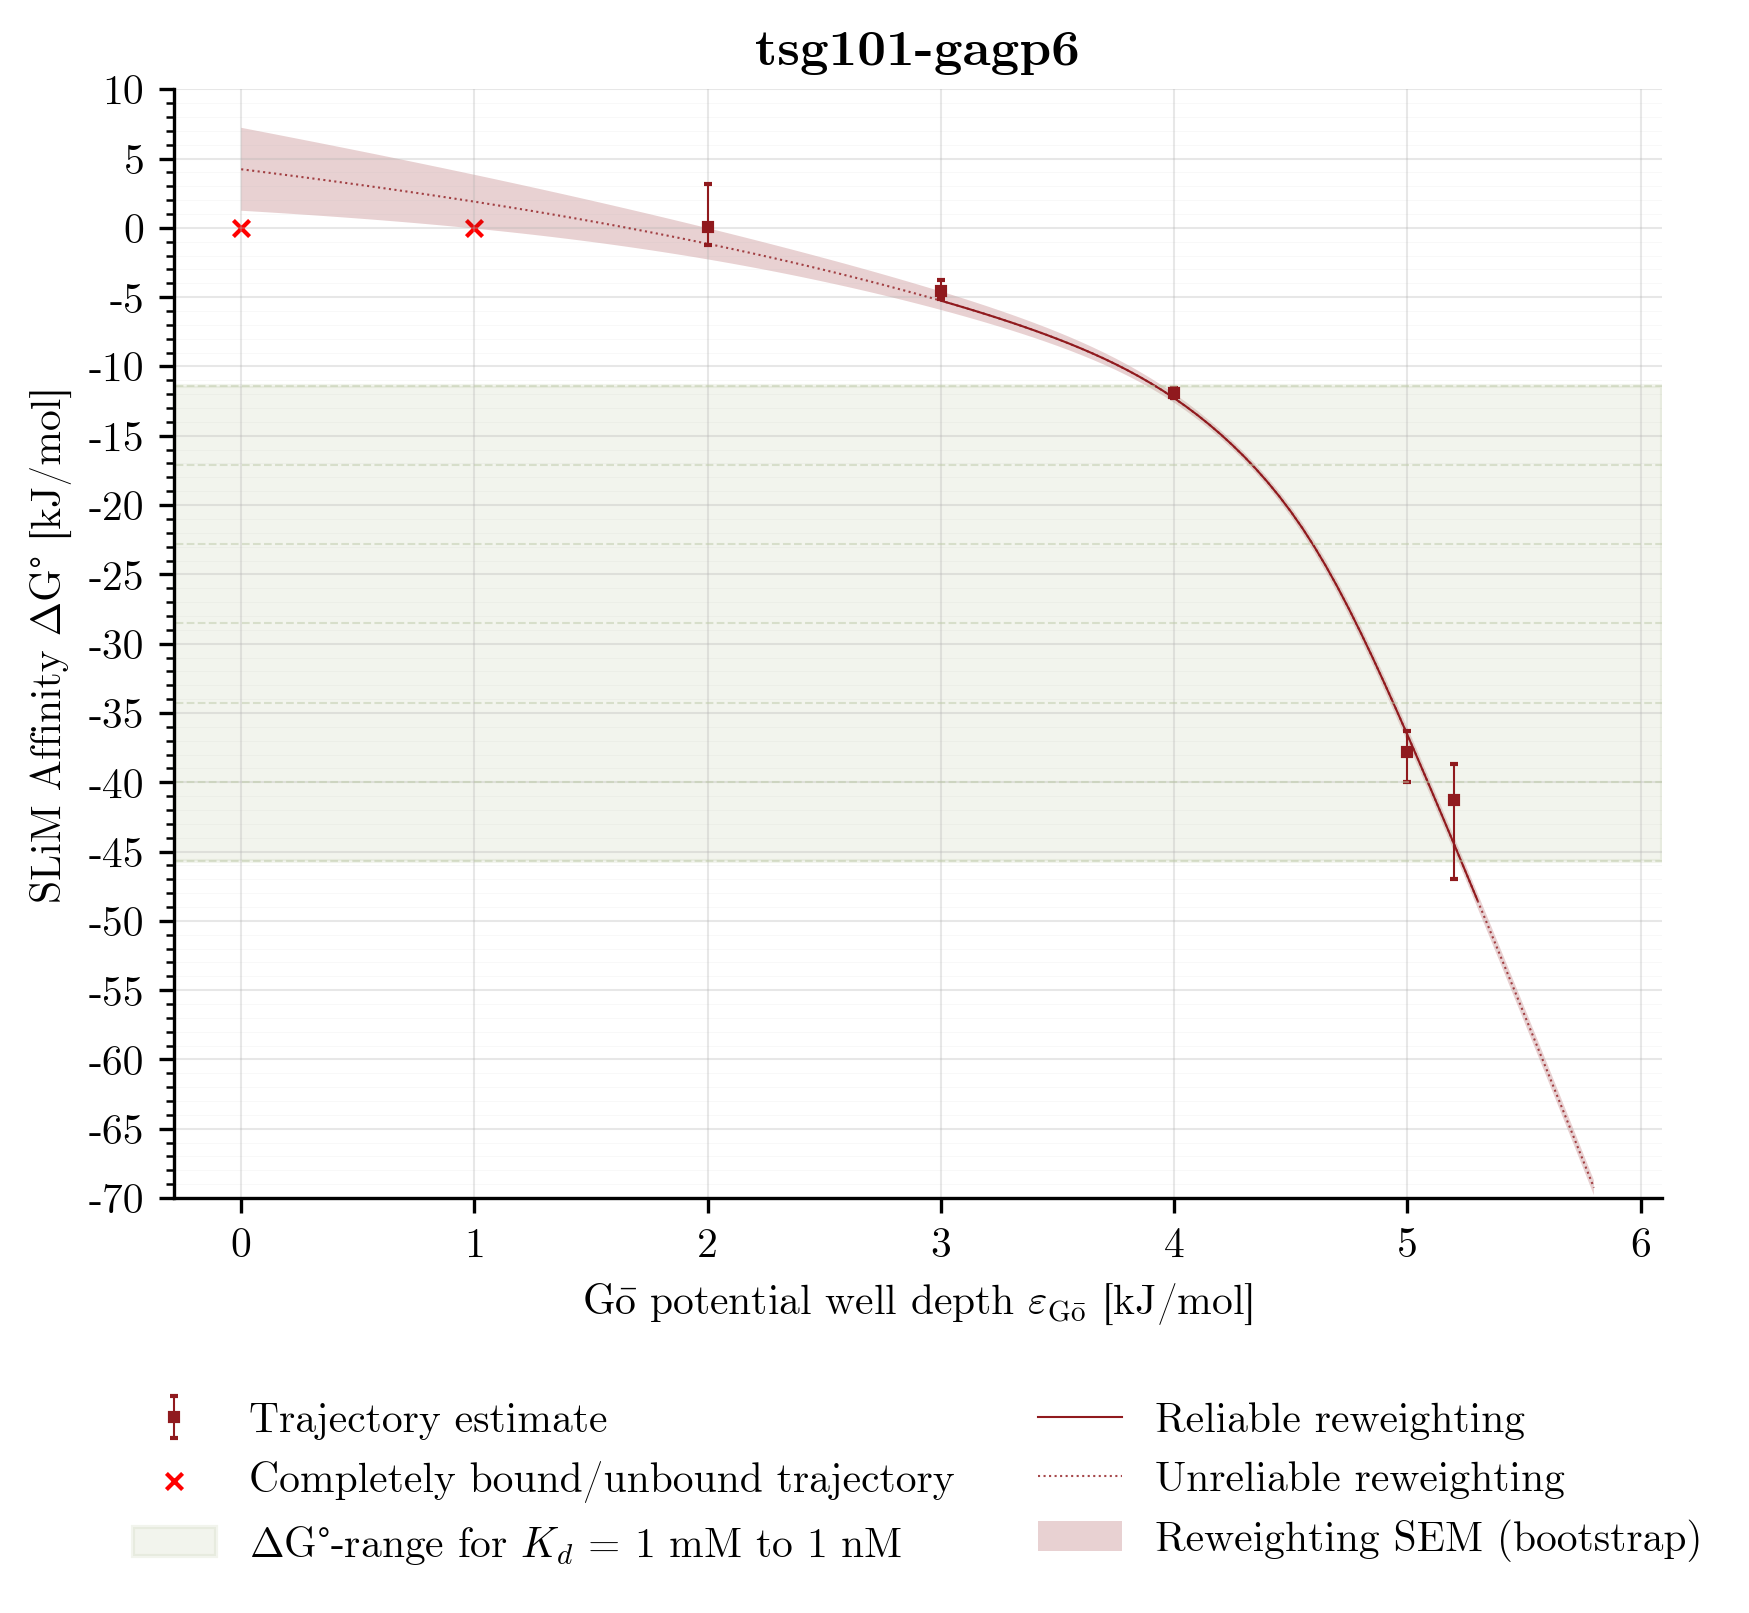 tsg101-gagp6
10
5
0
-5
-10
-15
-20
-25
-30
-35
-40
-45
-50
-55
-60
-65
-70
SLiM Affinity ΔG° [kJ/mol]
0 1 2 3 4 5 6
Gō potential well depth εGō [kJ/mol]
Trajectory estimate
Completely bound/unbound trajectory
ΔG°-range for Kd = 1 mM to 1 nM
Reliable reweighting
Unreliable reweighting
Reweighting SEM (bootstrap)